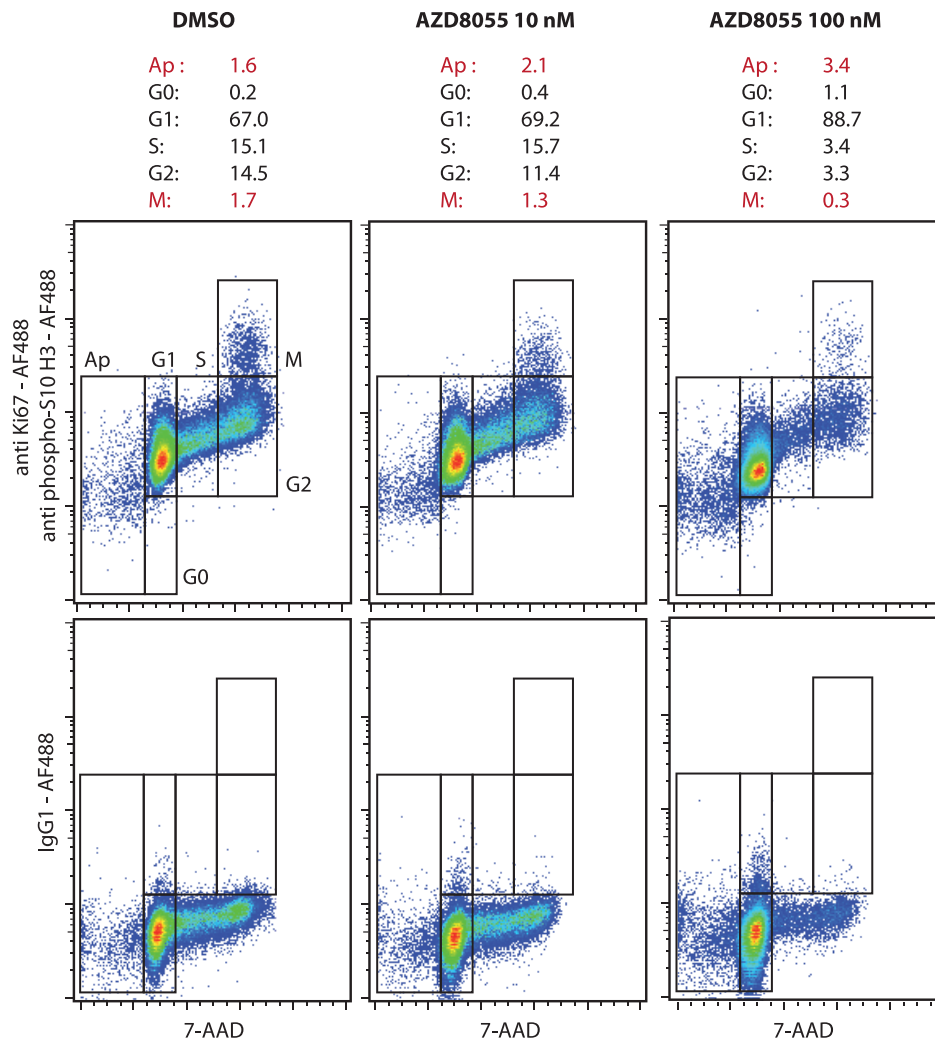 DMSO
AZD8055 10 nM
AZD8055 100 nM
Ap : 1.6
G0: 0.2
G1: 67.0
S: 15.1
G2: 14.5
M: 1.7
Ap : 2.1
G0: 0.4
G1: 69.2
S: 15.7
G2: 11.4
M: 1.3
Ap : 3.4
G0: 1.1
G1: 88.7
S: 3.4
G2: 3.3
M: 0.3
anti Ki67 - AF488
anti phospho-S10 H3 - AF488
Ap
G1
S
M
G2
G0
IgG1 - AF488
7-AAD
7-AAD
7-AAD